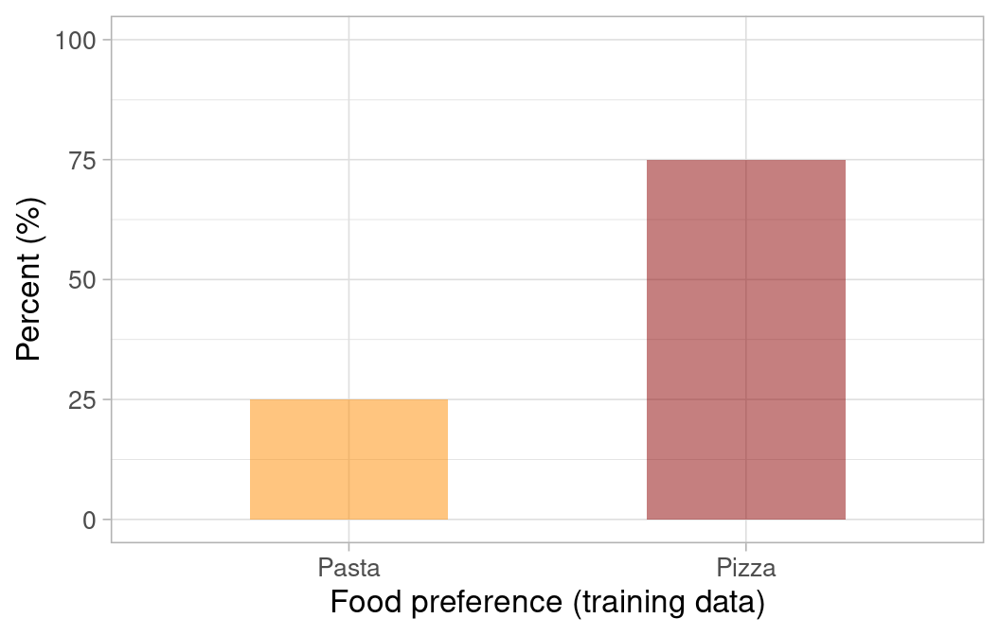 100
75
50
25
0
Percent (%)
Pasta
Pizza
Food preference (training data)